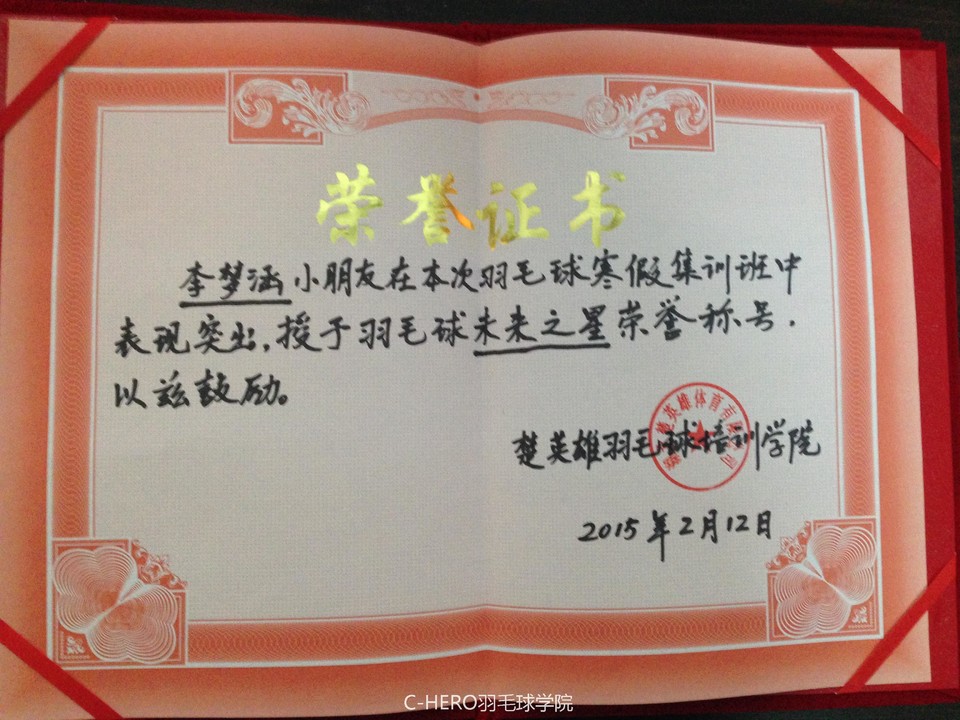 荣誉证书
李梦涵小朋友在本次羽毛球寒假集训班中
表现突出,授于羽毛球未来之星荣誉称号.
以兹鼓励。
楚英雄羽毛球培训学院
2015年2月12日
C-HERO羽毛球学院